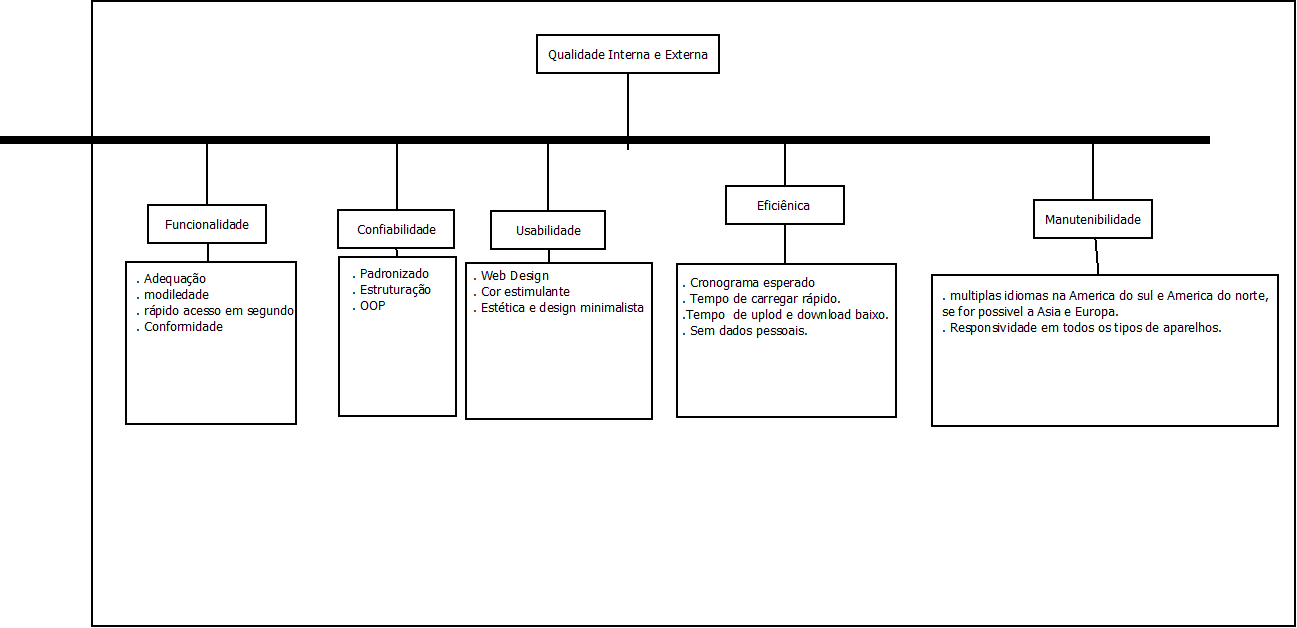 Qualidade Interna e Externa
Funcionalidade
. Adequação
. modiledade
. rápido acesso em segundo
. Conformidade
Confiabilidade
. Padronizado
. Estruturação
. OOP
Usabilidade
. Web Design
. Cor estimulante
. Estética e design minimalista
Eficiênica
. Cronograma esperado
. Tempo de carregar rápido.
.Tempo  de uplod e download baixo.
. Sem dados pessoais.
Manutenibilidade
. multiplas idiomas na America do sul e America do norte,
se for possivel a Asia e Europa.
. Responsividade em todos os tipos de aparelhos.